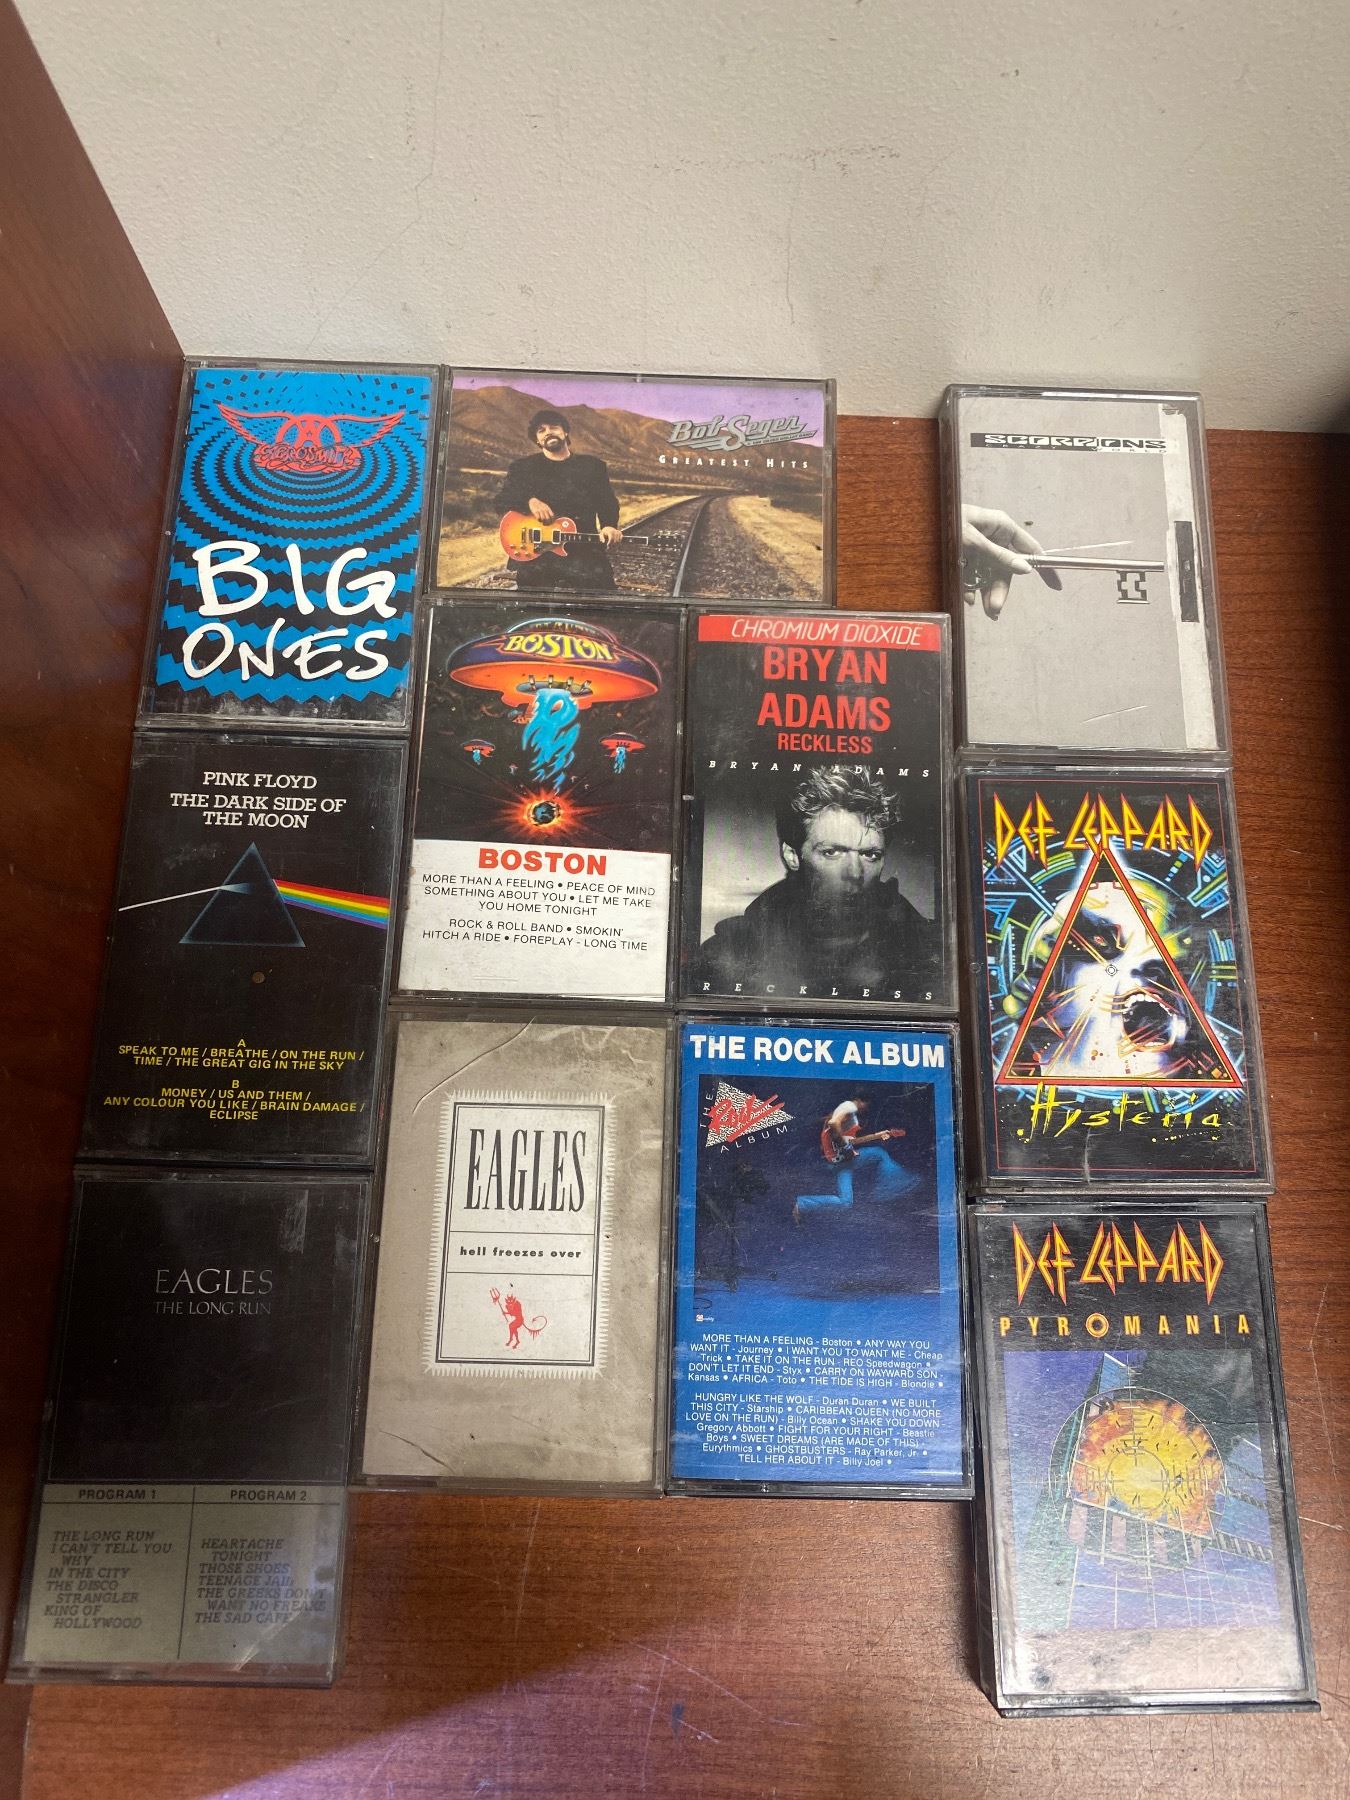 AEROSMITH
BIG
ONES
Bob Seger
GREATEST HITS
SCORPIONS
WORLD
BOSTON
BOSTON
MORE THAN A FEELING • PEACE OF MIND
SOMETHING ABOUT YOU • LET ME TAKE
YOU HOME TONIGHT
ROCK & ROLL BAND • SMOKIN'
HITCH A RIDE • FOREPLAY - LONG TIME
CHROMIUM DIOXIDE
BRYAN
ADAMS
RECKLESS
BRYAN ADAMS
RECKLESS
PINK FLOYD
THE DARK SIDE OF
THE MOON
A
SPEAK TO ME / BREATHE / ON THE RUN /
TIME / THE GREAT GIG IN THE SKY
B
MONEY / US AND THEM /
ANY COLOUR YOU LIKE / BRAIN DAMAGE /
ECLIPSE
DEF LEPPARD
Hysteria
EAGLES
THE LONG RUN
PROGRAM 1
THE LONG RUN
I CAN'T TELL YOU
WHY
IN THE CITY
THE DISCO
STRANGLER
KING OF
HOLLYWOOD
PROGRAM 2
HEARTACHE
TONIGHT
THOSE SHOES
TEENAGE JAIL
THE GREEKS DON'T
WANT NO FREAKS
THE SAD CAFE
EAGLES
hell freezes over
THE ROCK ALBUM
THE
Rock
ALBUM
MORE THAN A FEELING - Boston • ANY WAY YOU
WANT IT - Journey • I WANT YOU TO WANT ME - Cheap
Trick • TAKE IT ON THE RUN - REO Speedwagon •
DON'T LET IT END - Styx • CARRY ON WAYWARD SON -
Kansas • AFRICA - Toto • THE TIDE IS HIGH - Blondie •
HUNGRY LIKE THE WOLF - Duran Duran • WE BUILT
THIS CITY - Starship • CARIBBEAN QUEEN (NO MORE
LOVE ON THE RUN) - Billy Ocean • SHAKE YOU DOWN -
Gregory Abbott • FIGHT FOR YOUR RIGHT - Beastie
Boys • SWEET DREAMS (ARE MADE OF THIS) -
Eurythmics • GHOSTBUSTERS - Ray Parker, Jr. •
TELL HER ABOUT IT - Billy Joel •
DEF LEPPARD
PYROMANIA